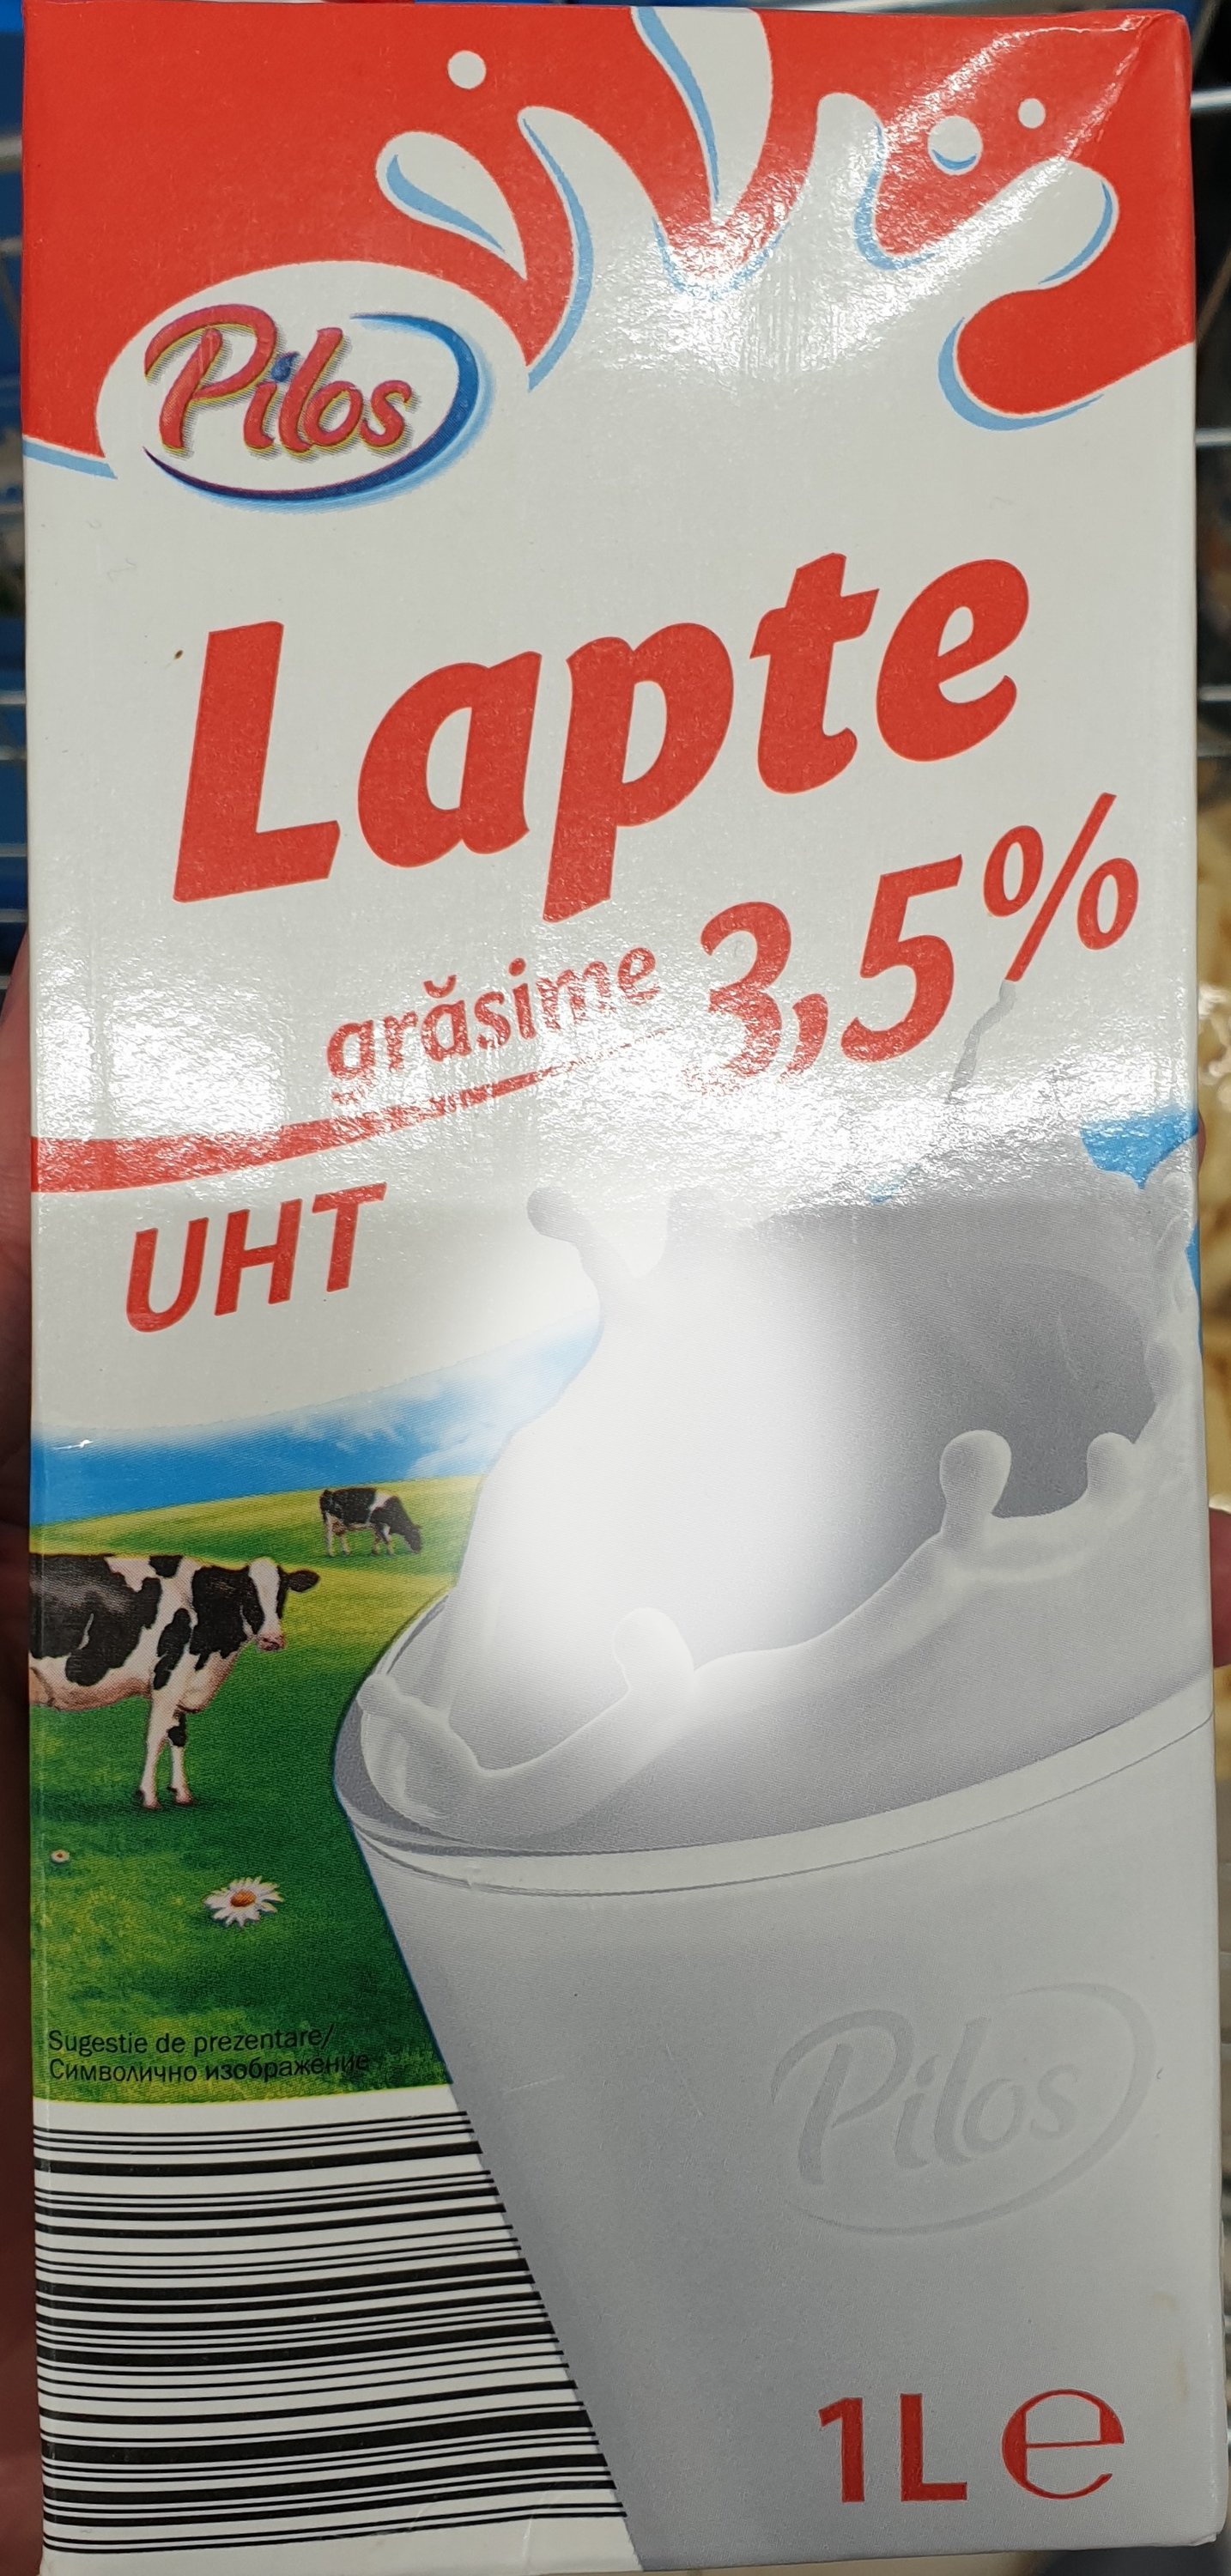 Pilos
Lapte
grăsime 3,5%
UHT
Sugestie de prezentare/
Символично изображение
Pilos
1L ℮